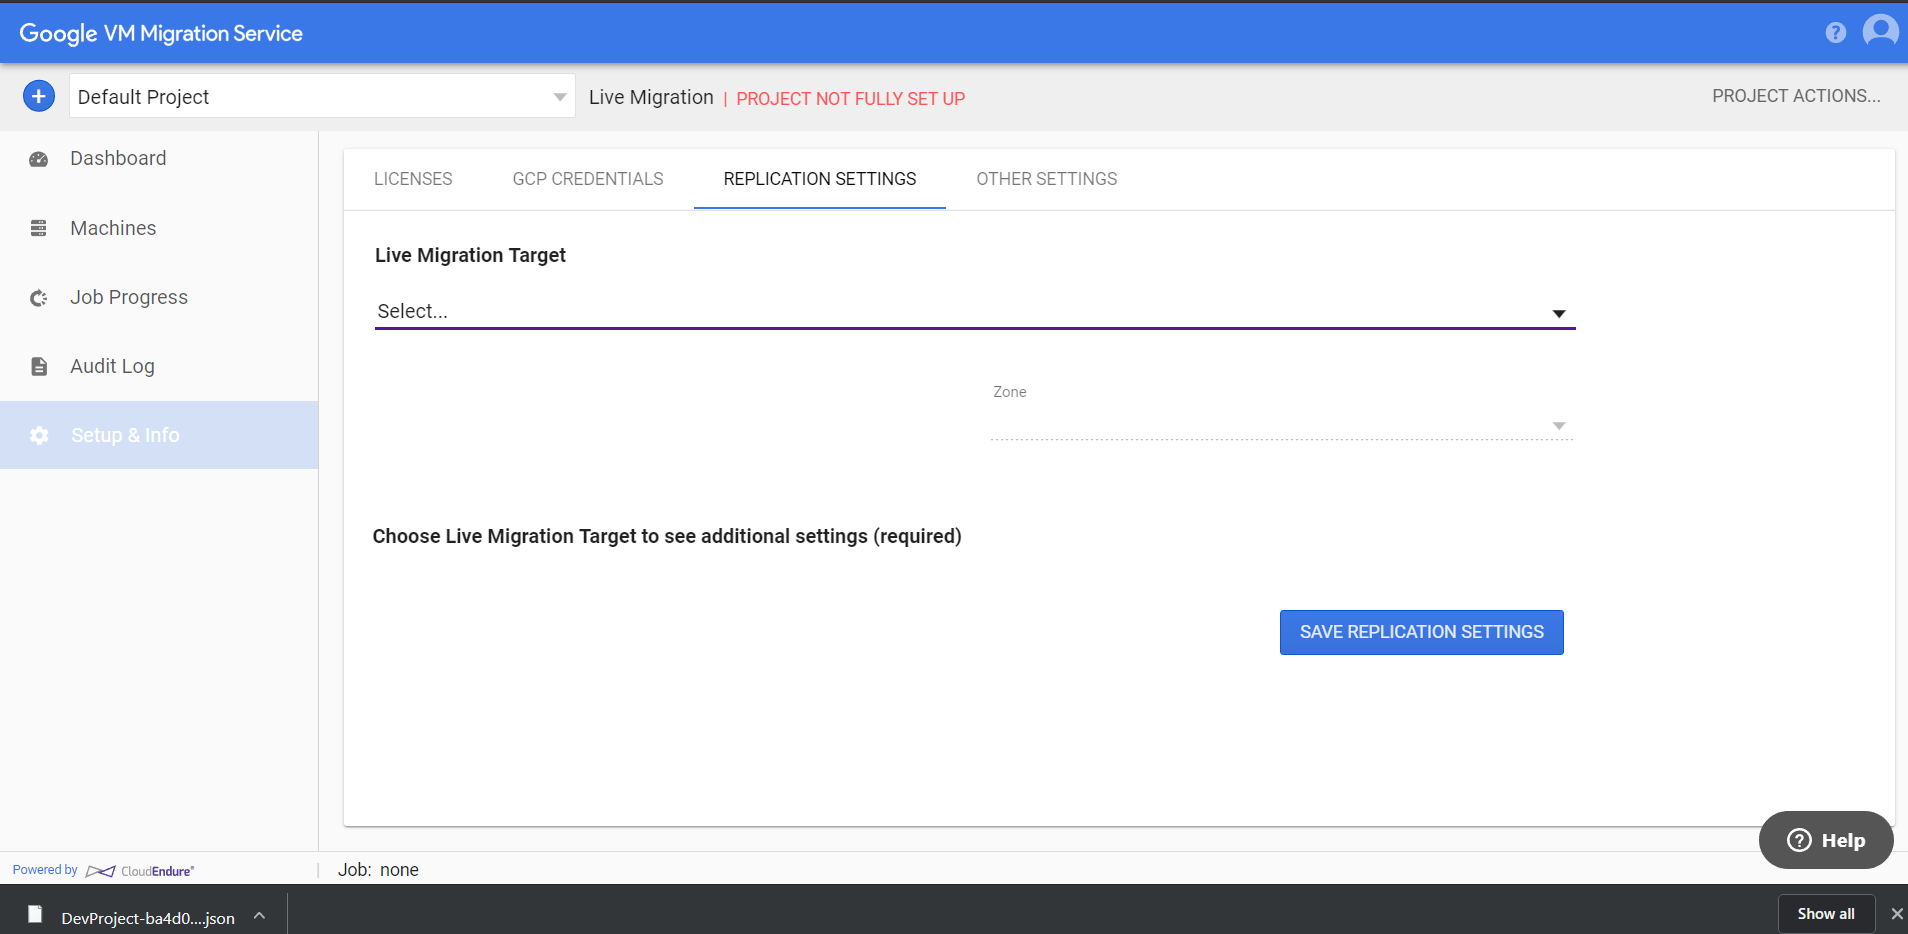 Google VM Migration Service
?
+
Default Project
Live Migration | PROJECT NOT FULLY SET UP
PROJECT ACTIONS...
Dashboard
Machines
Job Progress
Audit Log
Setup & Info
LICENSES
GCP CREDENTIALS
REPLICATION SETTINGS
OTHER SETTINGS
Live Migration Target
Select...
Zone
Choose Live Migration Target to see additional settings (required)
SAVE REPLICATION SETTINGS
? Help
Powered by CloudEndure®
Job: none
DevProject-ba4d0....json
Show all